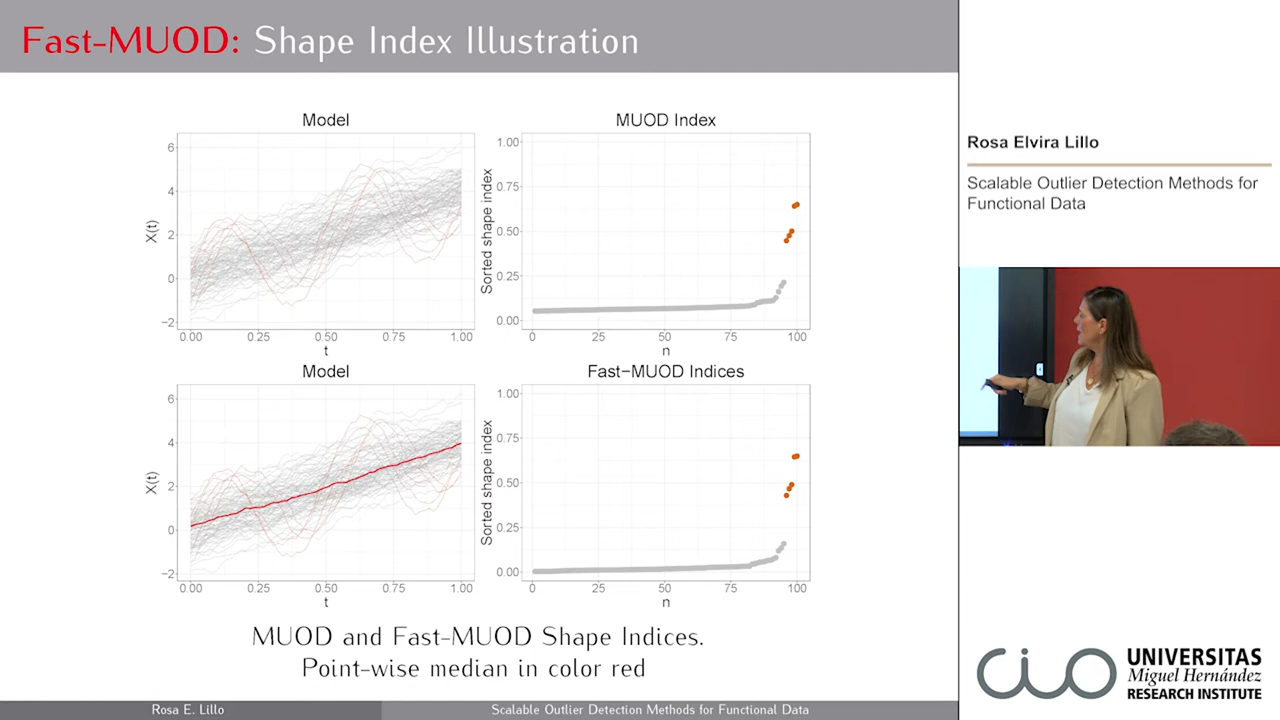 Fast-MUOD: Shape Index Illustration
Model
X(t)
6
4
2
0
−2
0.00 0.25 0.50 0.75 1.00
t
MUOD Index
Sorted shape index
1.00
0.75
0.50
0.25
0.00
0 25 50 75 100
n
Model
X(t)
6
4
2
0
−2
0.00 0.25 0.50 0.75 1.00
t
Fast−MUOD Indices
Sorted shape index
1.00
0.75
0.50
0.25
0.00
0 25 50 75 100
n
MUOD and Fast-MUOD Shape Indices.
Point-wise median in color red
Rosa E. Lillo
Scalable Outlier Detection Methods for Functional Data
Rosa Elvira Lillo
Scalable Outlier Detection Methods for
Functional Data
cio
UNIVERSITAS
Miguel Hernández
RESEARCH INSTITUTE